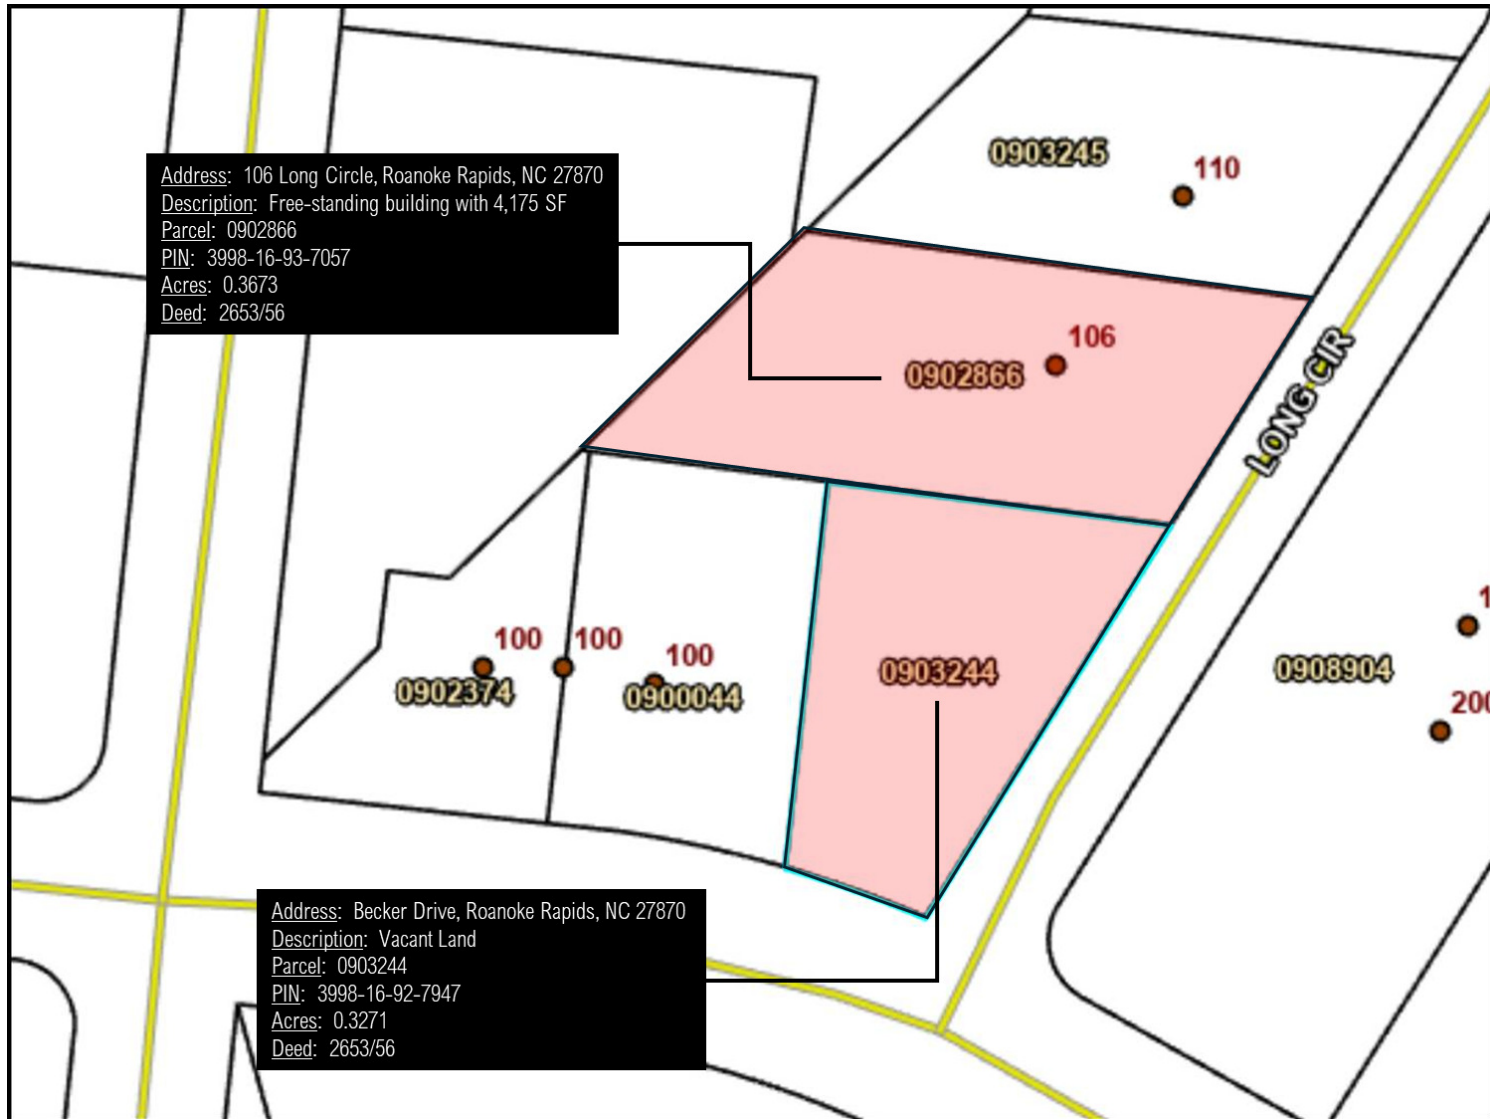 0903245
110
Address: 106 Long Circle, Roanoke Rapids, NC 27870
Description: Free-standing building with 4,175 SF
Parcel: 0902866
PIN: 3998-16-93-7057
Acres: 0.3673
Deed: 2653/56
106
0902866
LONG CIR
100
100
100
0902374
0900044
0903244
0908904
1
200
Address: Becker Drive, Roanoke Rapids, NC 27870
Description: Vacant Land
Parcel: 0903244
PIN: 3998-16-92-7947
Acres: 0.3271
Deed: 2653/56